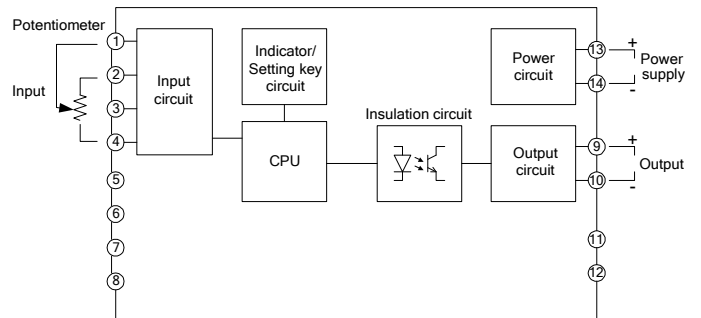 Potentiometer
Input
1
2
3
4
5
6
7
8
Input
circuit
Indicator/
Setting key
circuit
CPU
Insulation circuit
Power
circuit
Output
circuit
13
14
9
10
11
12
+
Power
supply
-
+
Output
-